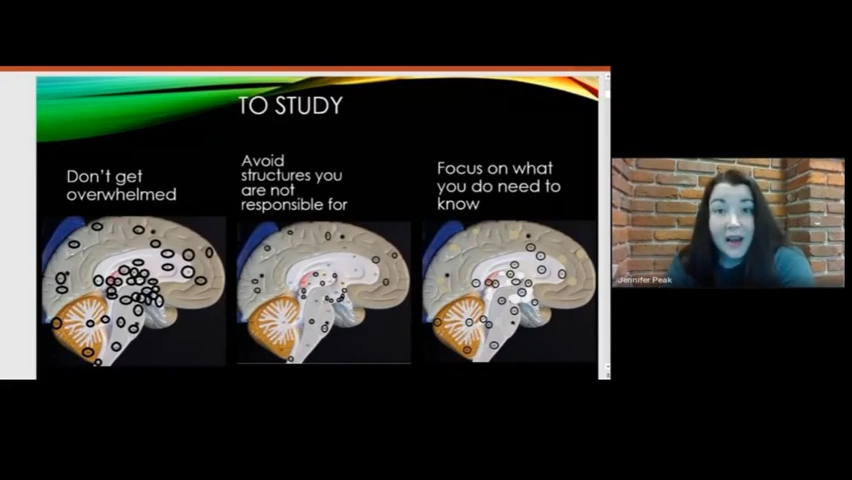 TO STUDY
Don't get
overwhelmed
Avoid
structures you
are not
responsible for
Focus on what
you do need to
know
Jennifer Peak